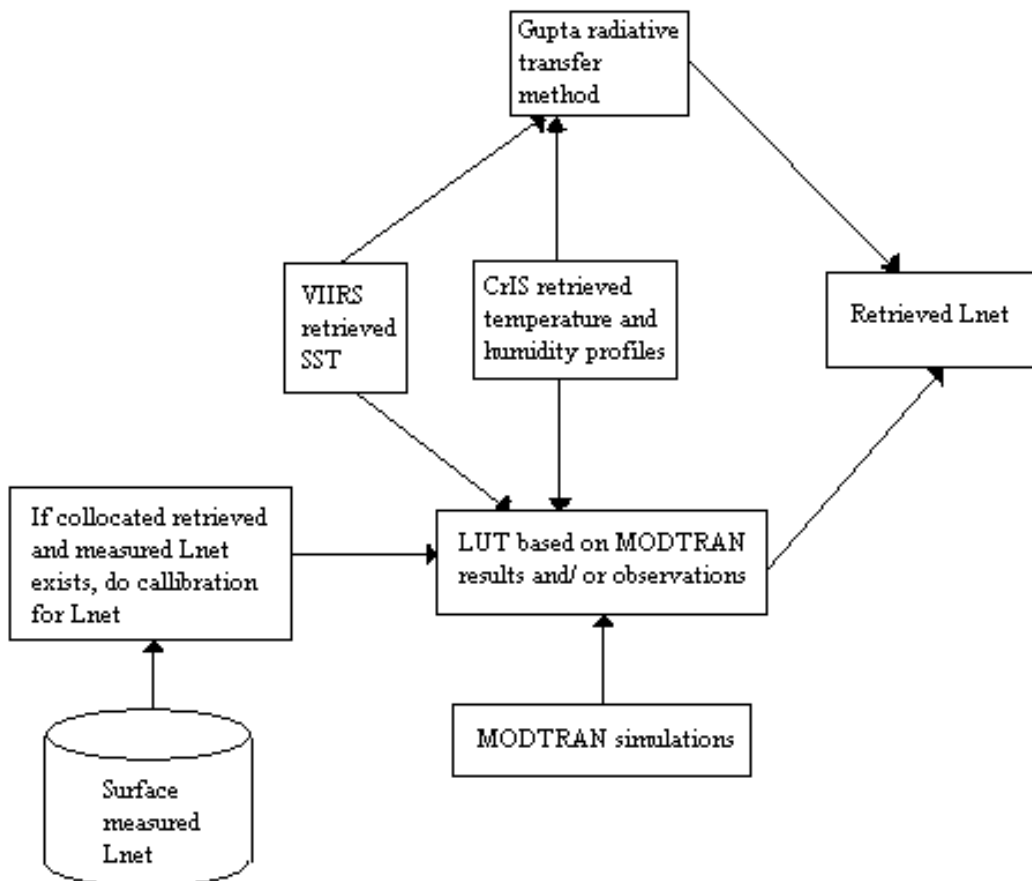 Gupta radiative
transfer
method
VIIRS
retrieved
SST
CrIS retrieved
temperature and
humidity profiles
Retrieved Lnet
If collocated retrieved
and measured Lnet
exists, do callibration
for Lnet
LUT based on MODTRAN
results and/ or observations
MODTRAN simulations
Surface
measured
Lnet